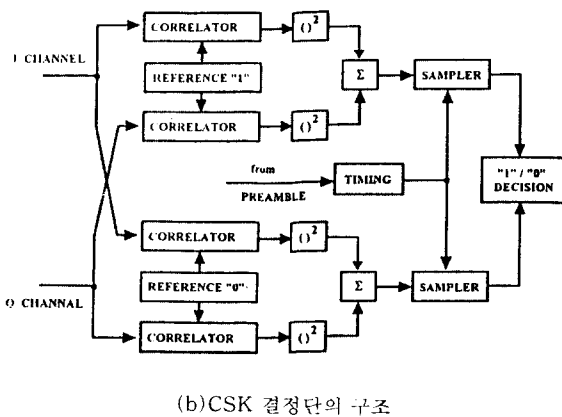 CORRELATOR
( )²
I CHANNEL
REFERENCE "1"
Σ
SAMPLER
CORRELATOR
( )²
from
PREAMBLE
TIMING
"1" / "0"
DECISION
CORRELATOR
( )²
REFERENCE "0"
Σ
SAMPLER
Q CHANNAL
CORRELATOR
( )²
(b)CSK 결정단의 구조